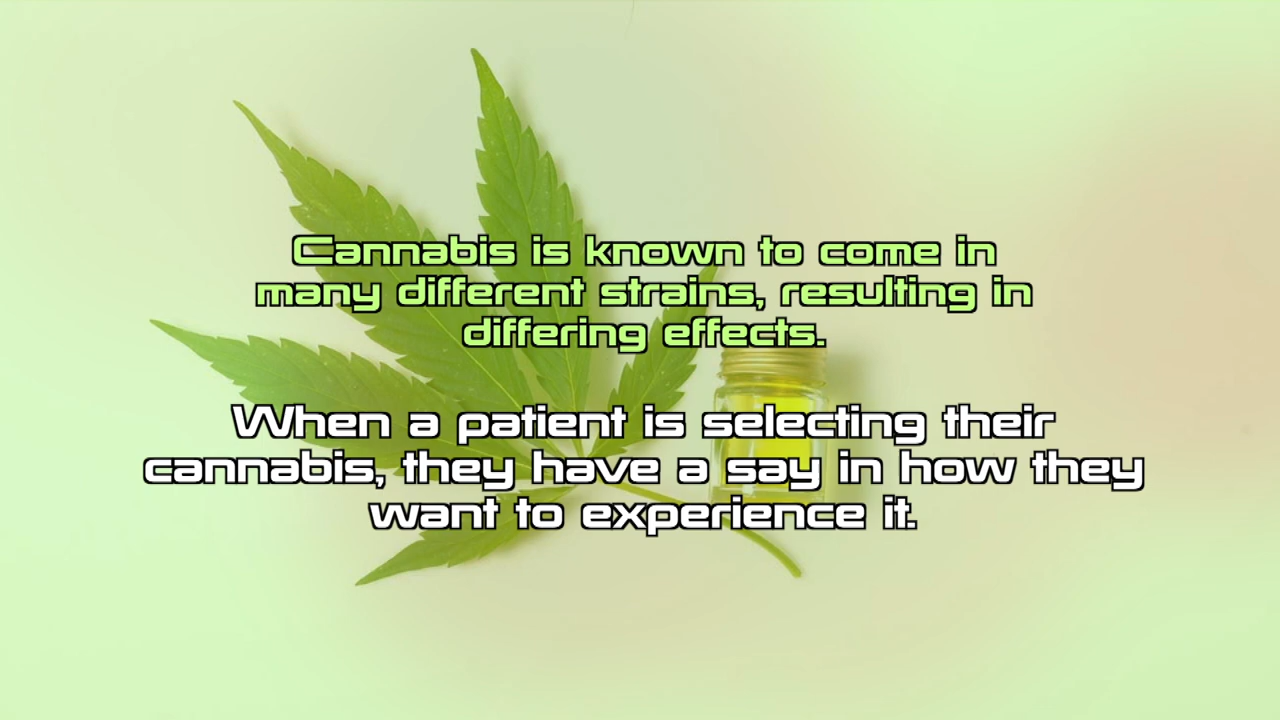 Cannabis is known to come in
many different strains, resulting in
differing effects.
When a patient is selecting their
cannabis, they have a say in how they
want to experience it.